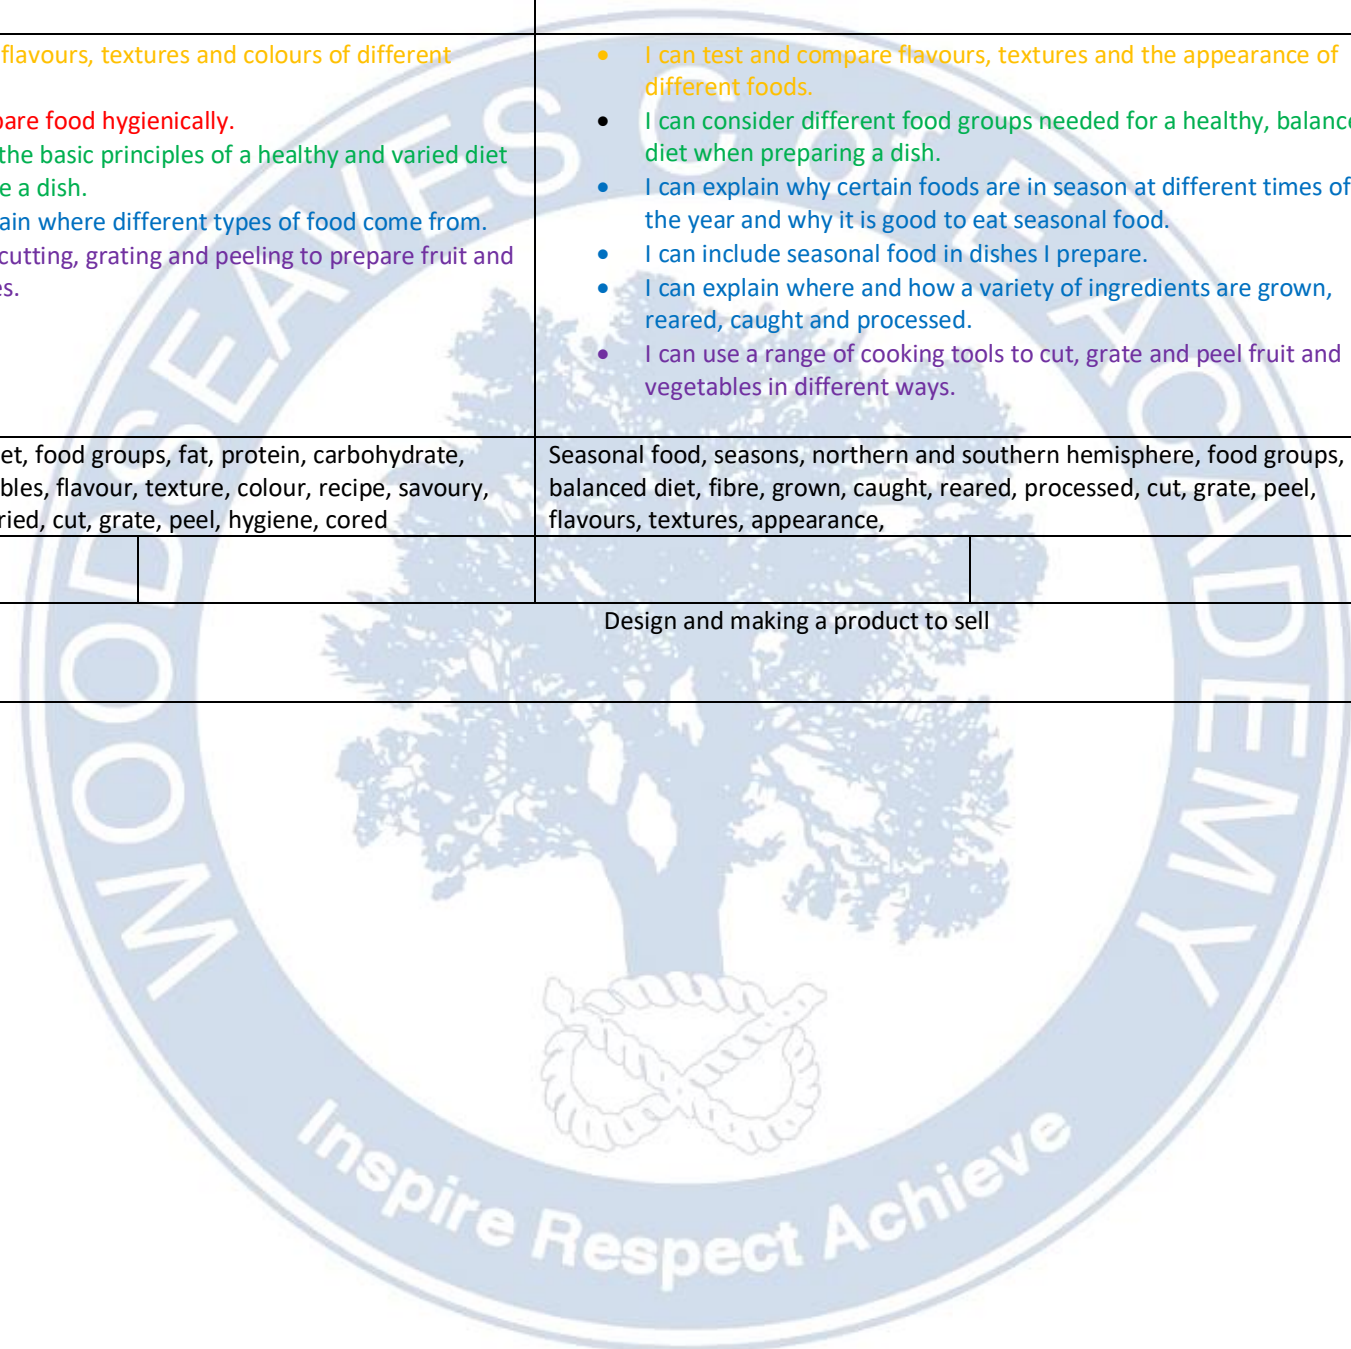 flavours, textures and colours of different
pare food hygienically.
the basic principles of a healthy and varied diet
e a dish.
ain where different types of food come from.
cutting, grating and peeling to prepare fruit and
es.
• I can test and compare flavours, textures and the appearance of
different foods.
• I can consider different food groups needed for a healthy, balance
diet when preparing a dish.
• I can explain why certain foods are in season at different times of
the year and why it is good to eat seasonal food.
• I can include seasonal food in dishes I prepare.
• I can explain where and how a variety of ingredients are grown,
reared, caught and processed.
• I can use a range of cooking tools to cut, grate and peel fruit and
vegetables in different ways.
et, food groups, fat, protein, carbohydrate,
bles, flavour, texture, colour, recipe, savoury,
ried, cut, grate, peel, hygiene, cored
Seasonal food, seasons, northern and southern hemisphere, food groups,
balanced diet, fibre, grown, caught, reared, processed, cut, grate, peel,
flavours, textures, appearance,
Design and making a product to sell
WOODSEAVES C of E ACADEMY
Inspire Respect Achieve